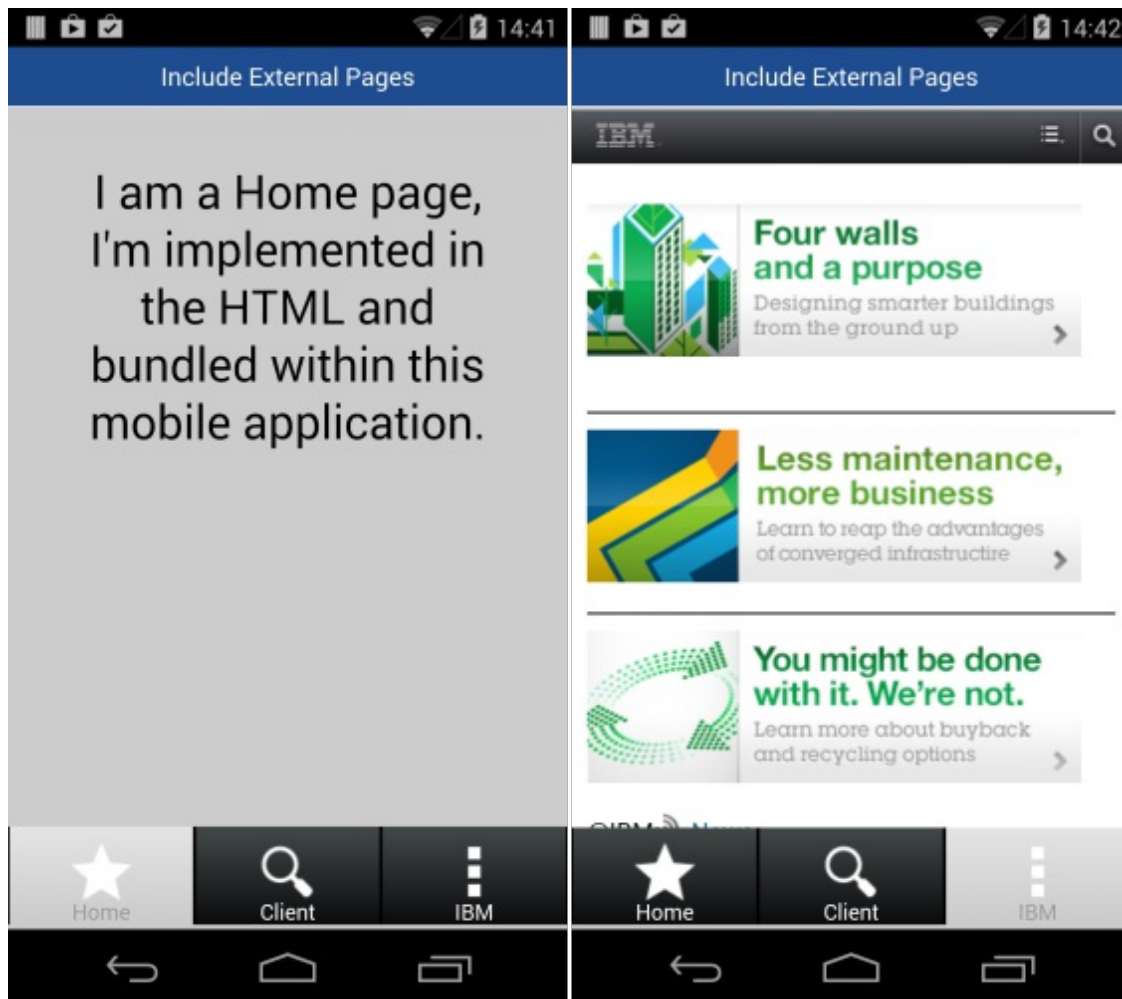 14:41
Include External Pages
I am a Home page,
I'm implemented in
the HTML and
bundled within this
mobile application.
Home
Client
IBM
14:42
Include External Pages
IBM
Four walls
and a purpose
Designing smarter buildings
from the ground up
Less maintenance,
more business
Learn to reap the advantages
of converged infrastructire
You might be done
with it. We're not.
Learn more about buyback
and recycling options
Home
Client
IBM